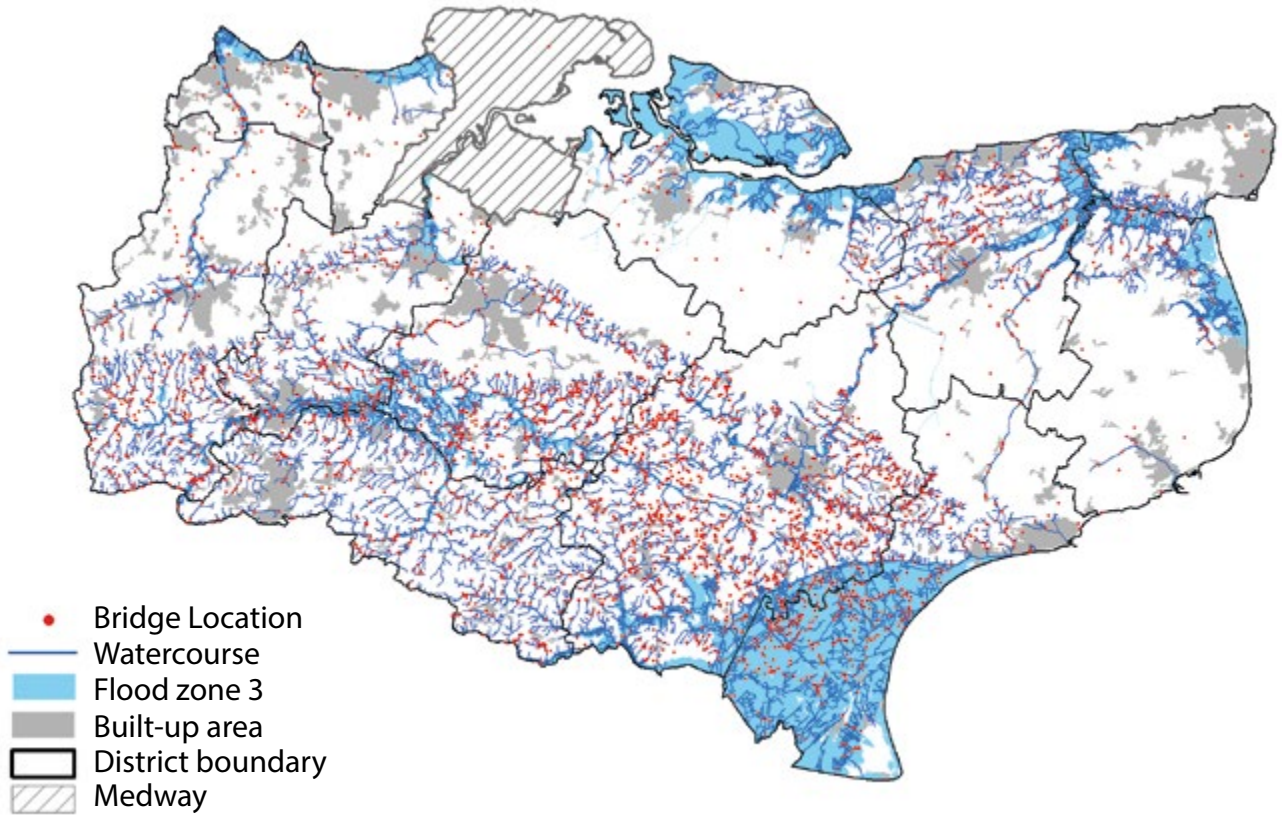 Bridge Location
Watercourse
Flood zone 3
Built-up area
District boundary
Medway